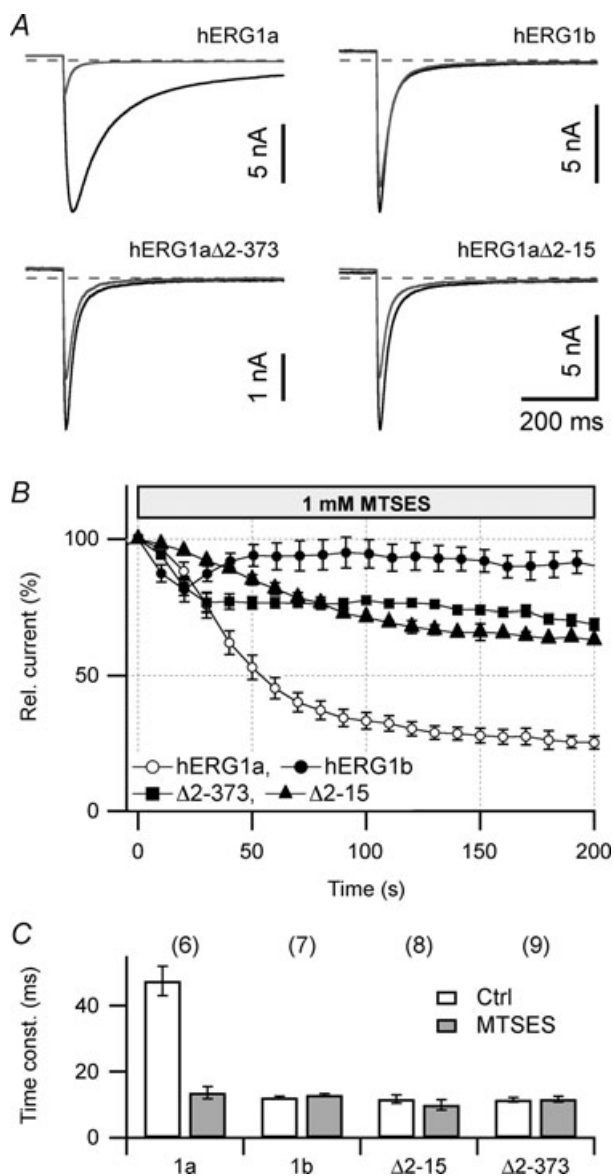 A
hERG1a
hERG1b
5 nA
5 nA
hERG1aΔ2-373
hERG1aΔ2-15
1 nA
5 nA
200 ms
B
1 mM MTSES
100
50
0
Rel. current (%)
hERG1a, hERG1b
Δ2-373, Δ2-15
0 50 100 150 200
Time (s)
C
(6) (7) (8) (9)
Ctrl
MTSES
40
20
0
Time const. (ms)
1a 1b Δ2-15 Δ2-373